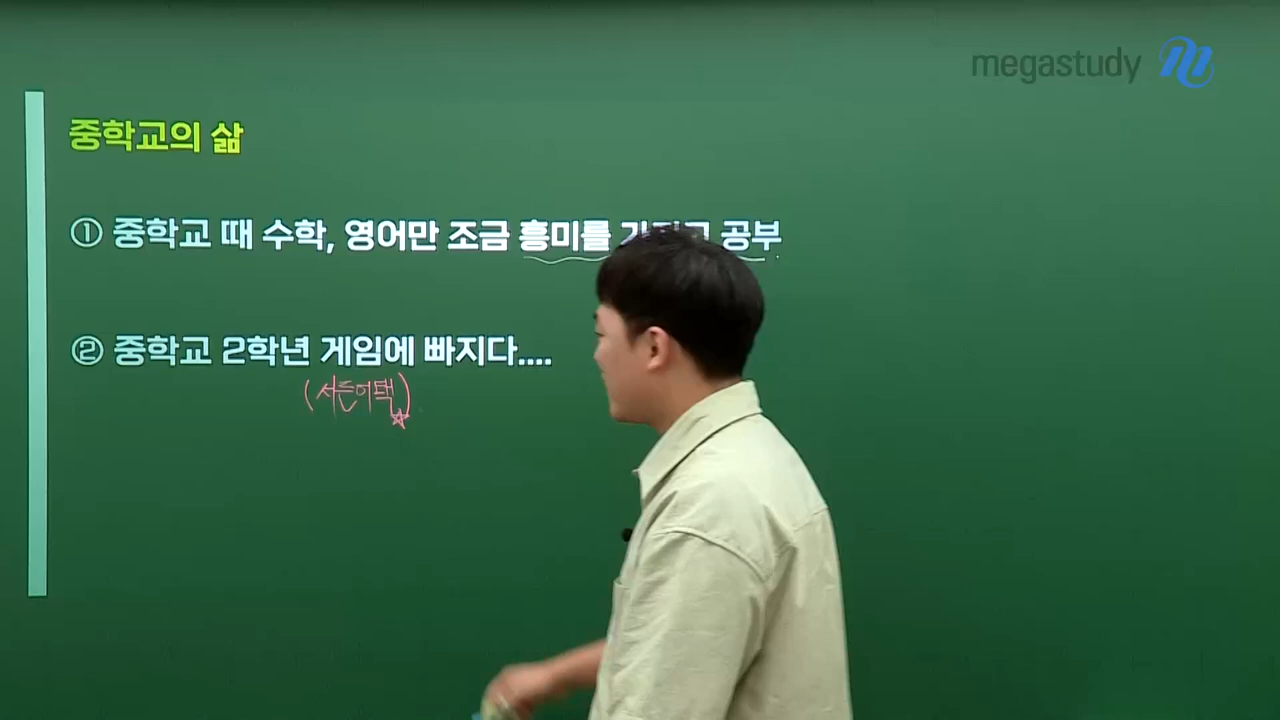 megastudy
중학교의 삶
① 중학교 때 수학, 영어만 조금 흥미를 공부
② 중학교 2학년 게임에 빠지다....
(서든어택)